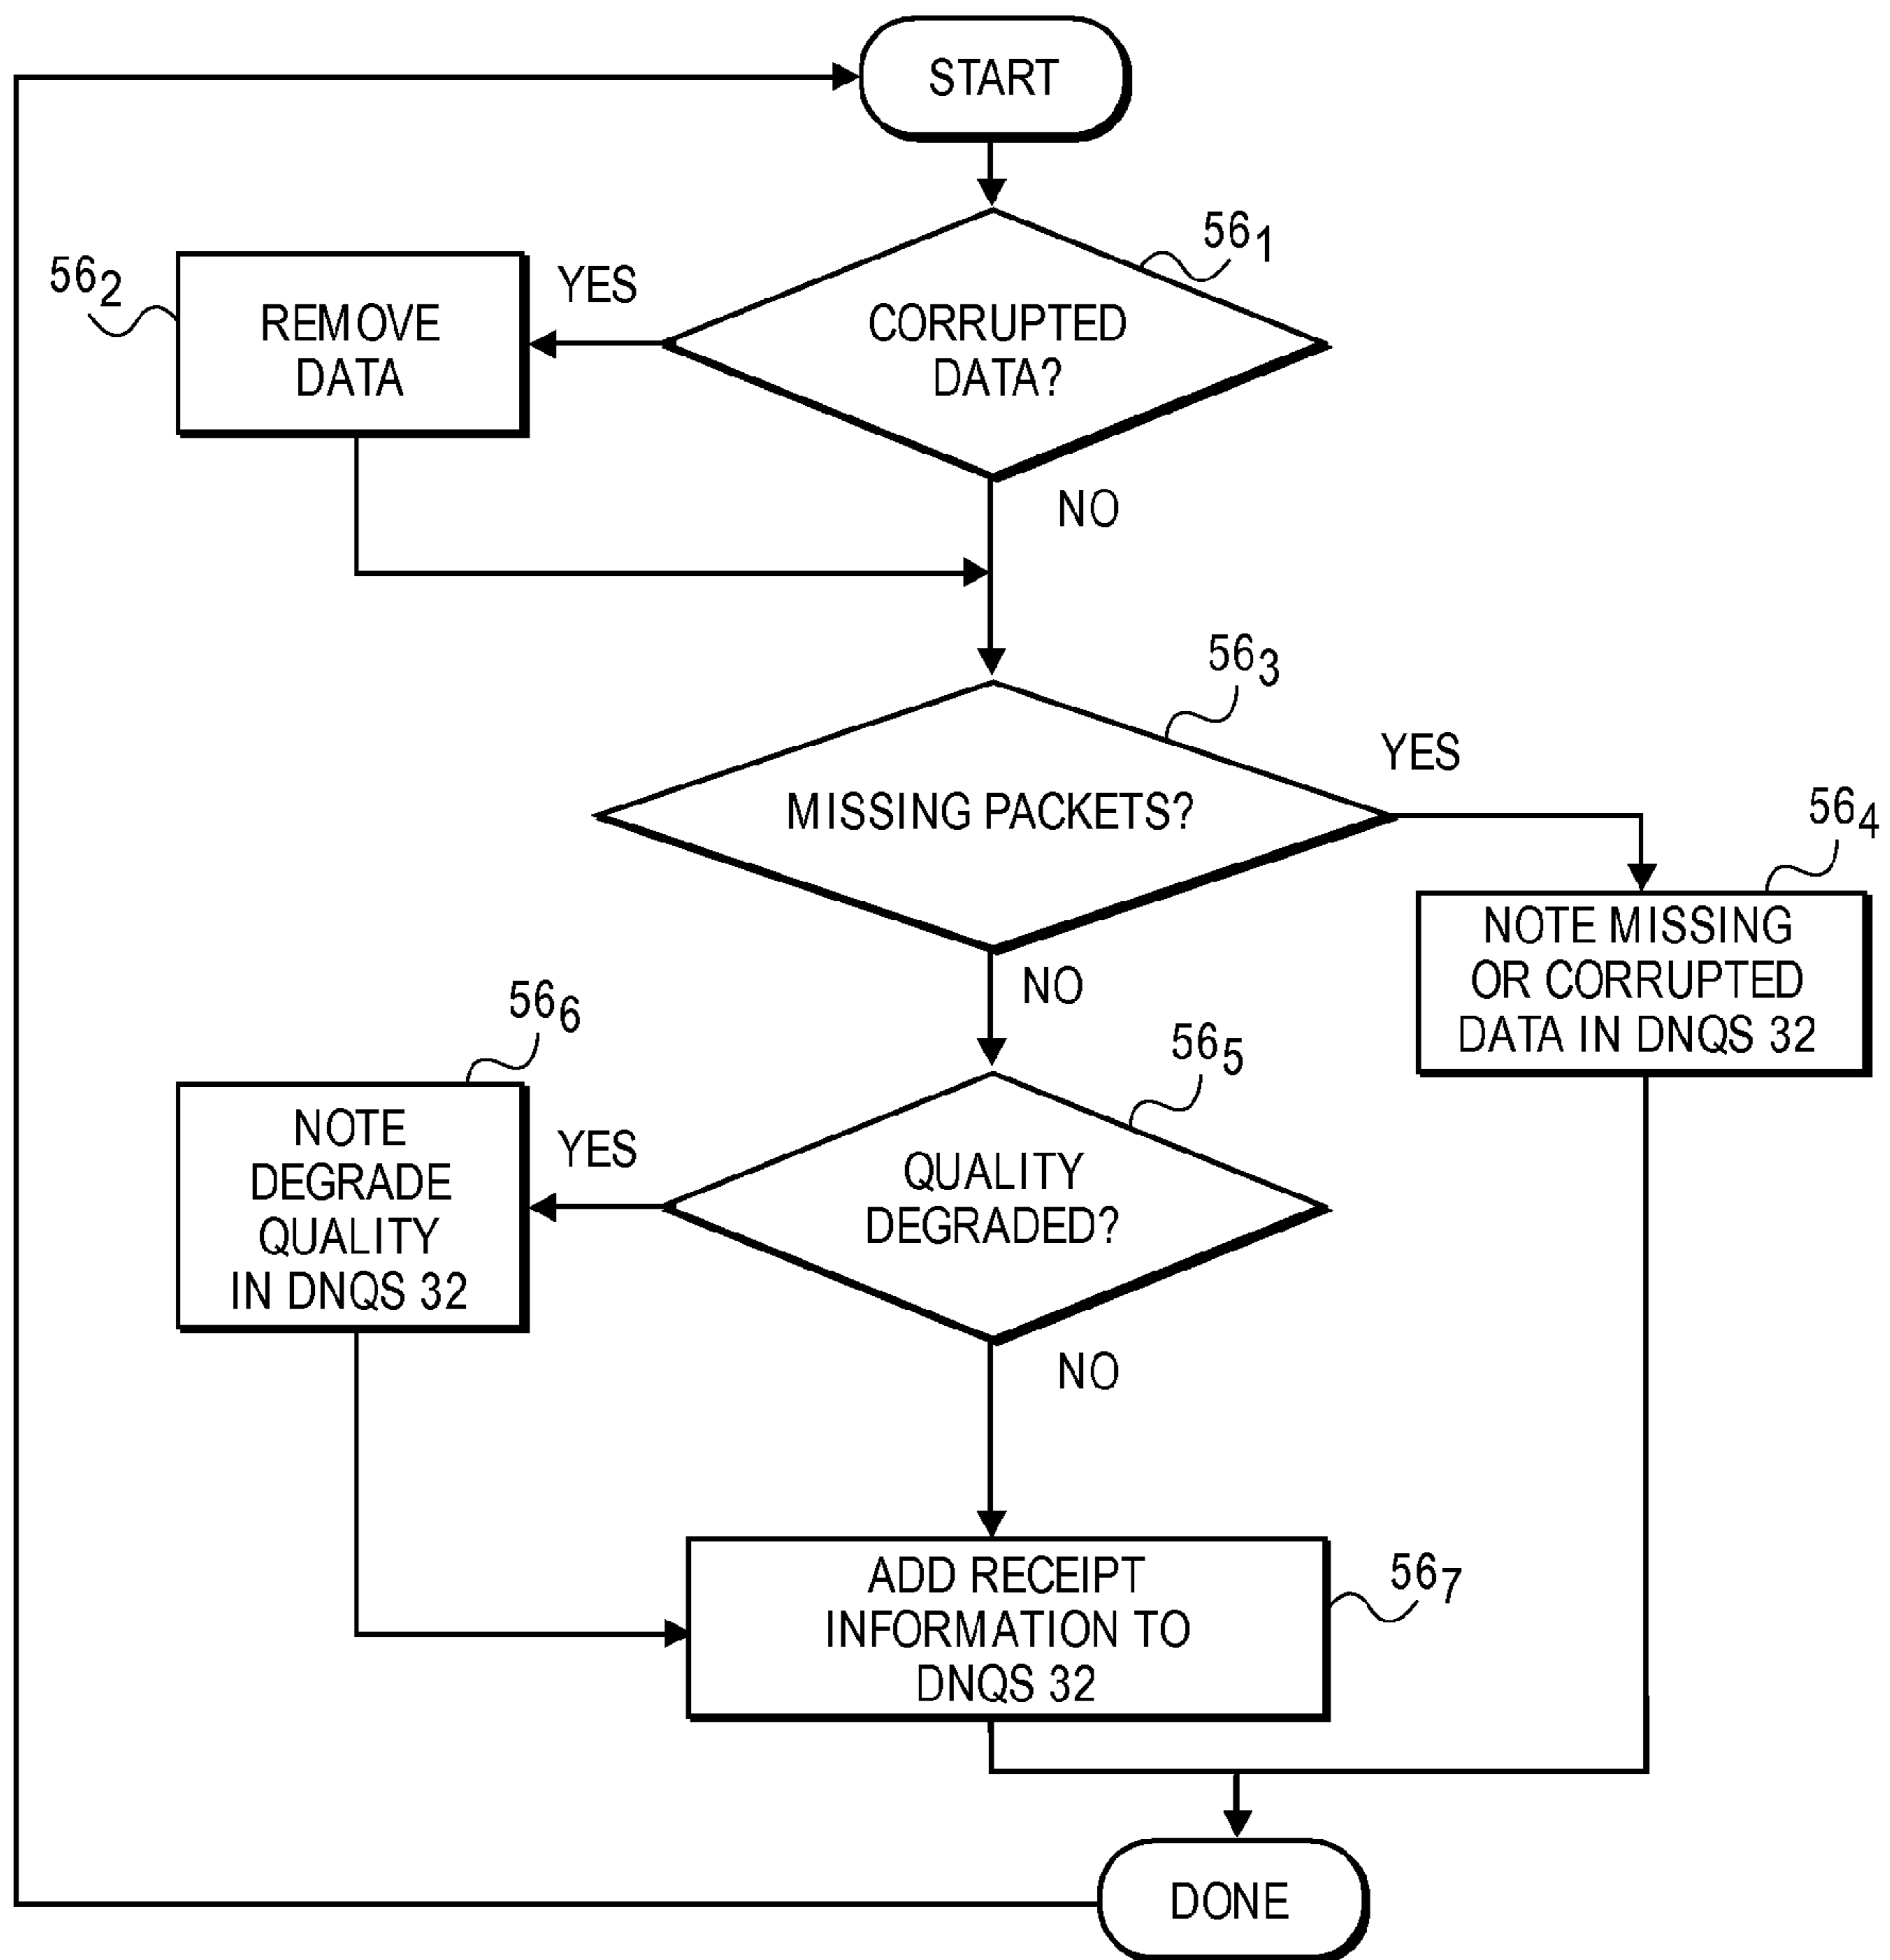 START
56₁
CORRUPTED
DATA?
YES
56₂
REMOVE
DATA
NO
56₃
MISSING PACKETS?
YES
56₄
NOTE MISSING
OR CORRUPTED
DATA IN DNQS 32
NO
56₅
QUALITY
DEGRADED?
YES
56₆
NOTE
DEGRADE
QUALITY
IN DNQS 32
NO
56₇
ADD RECEIPT
INFORMATION TO
DNQS 32
DONE